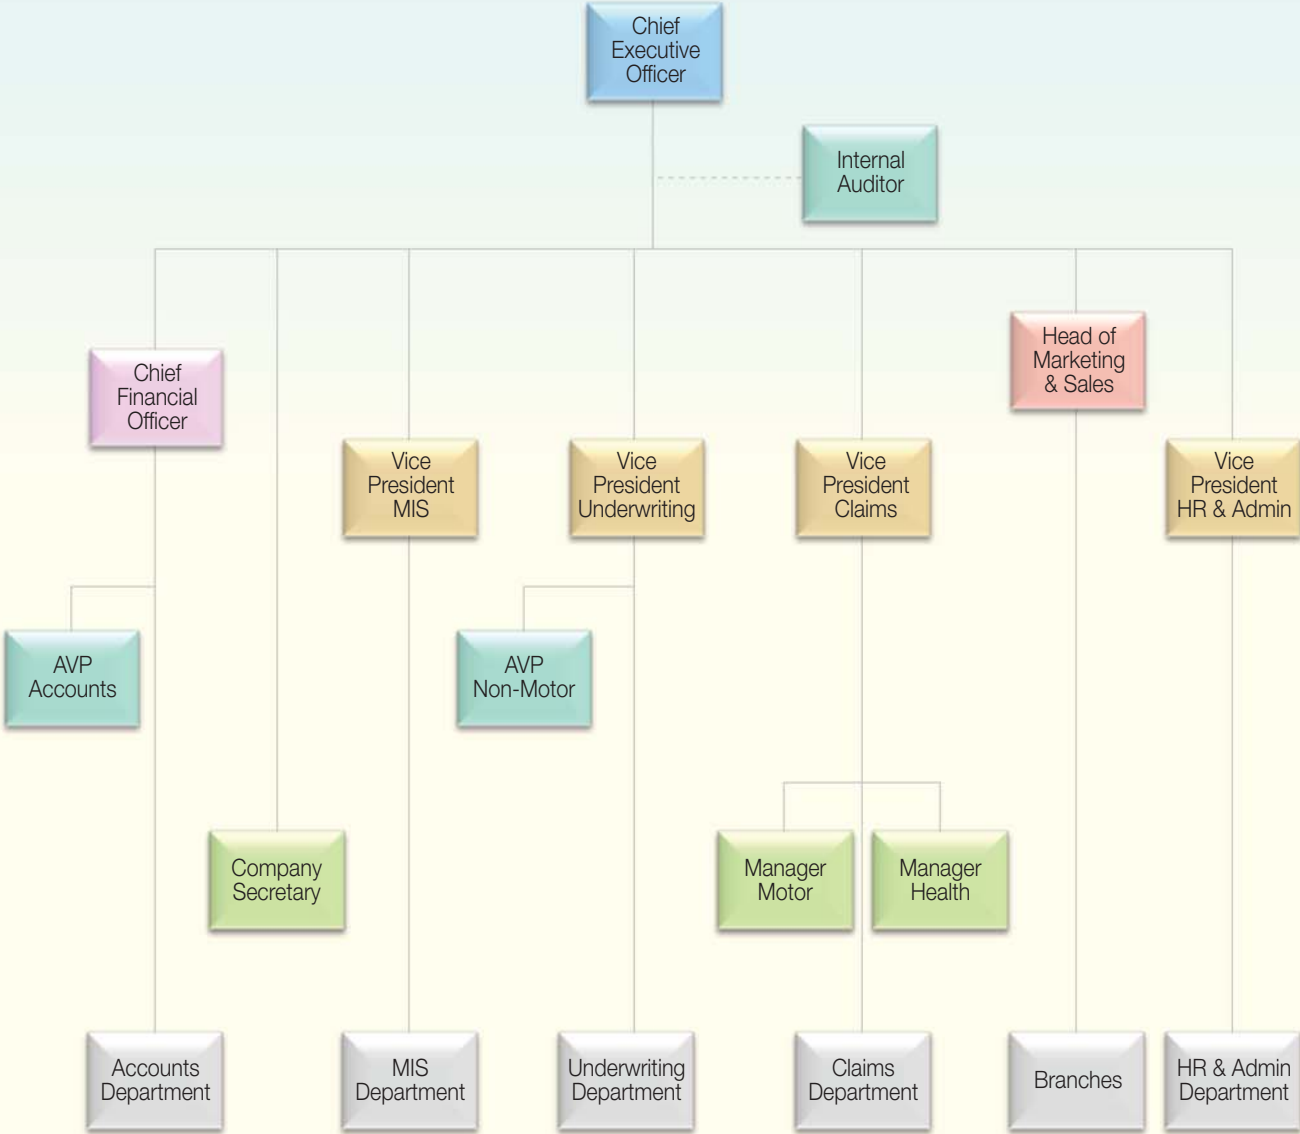 Chief
Executive
Officer
Internal
Auditor
Head of
Marketing
& Sales
Chief
Financial
Officer
Vice
President
MIS
Vice
President
Underwriting
Vice
President
Claims
Vice
President
HR & Admin
AVP
Accounts
AVP
Non-Motor
Company
Secretary
Manager
Motor
Manager
Health
Accounts
Department
MIS
Department
Underwriting
Department
Claims
Department
Branches
HR & Admin
Department